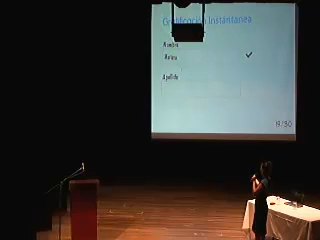 Gratificación Instantánea
Nombre
Reina
Apellido
19/30